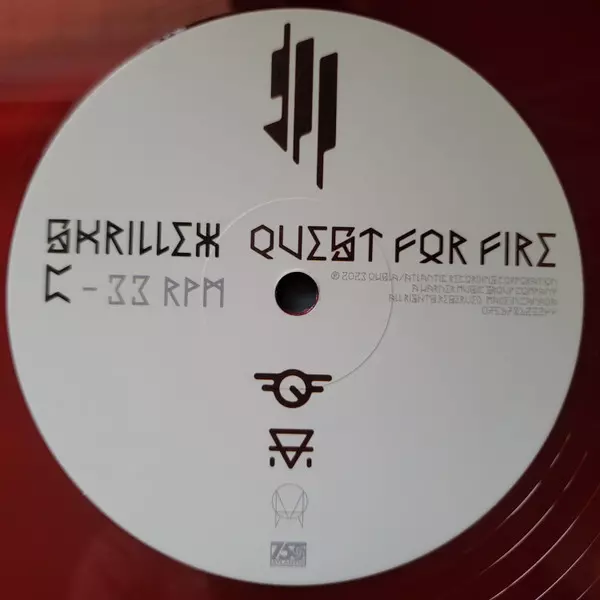 SKRILLEX QUEST FOR FIRE
C - 33 RPM
℗ 2023 OWSLA/ATLANTIC RECORDING CORPORATION
A WARNER MUSIC GROUP COMPANY
ALL RIGHTS RESERVED. MADE IN CANADA
75